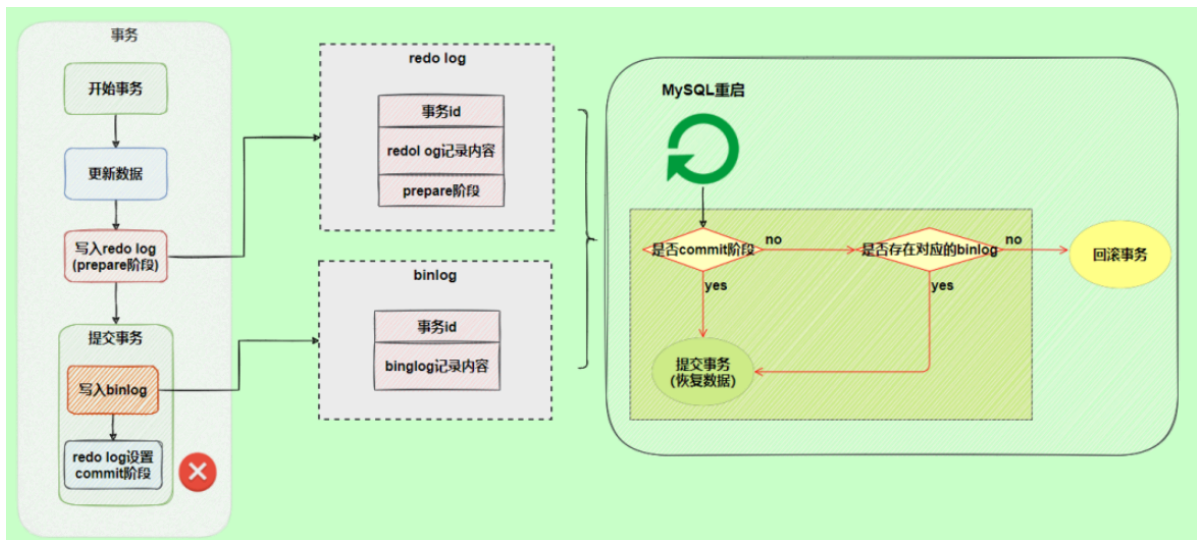 事务
开始事务
更新数据
写入redo log
(prepare阶段)
提交事务
写入binlog
redo log设置
commit阶段
redo log
事务id
redol og记录内容
prepare阶段
binlog
事务id
binglog记录内容
MySQL重启
是否commit阶段
no
是否存在对应的binlog
no
回滚事务
yes
yes
提交事务
(恢复数据)